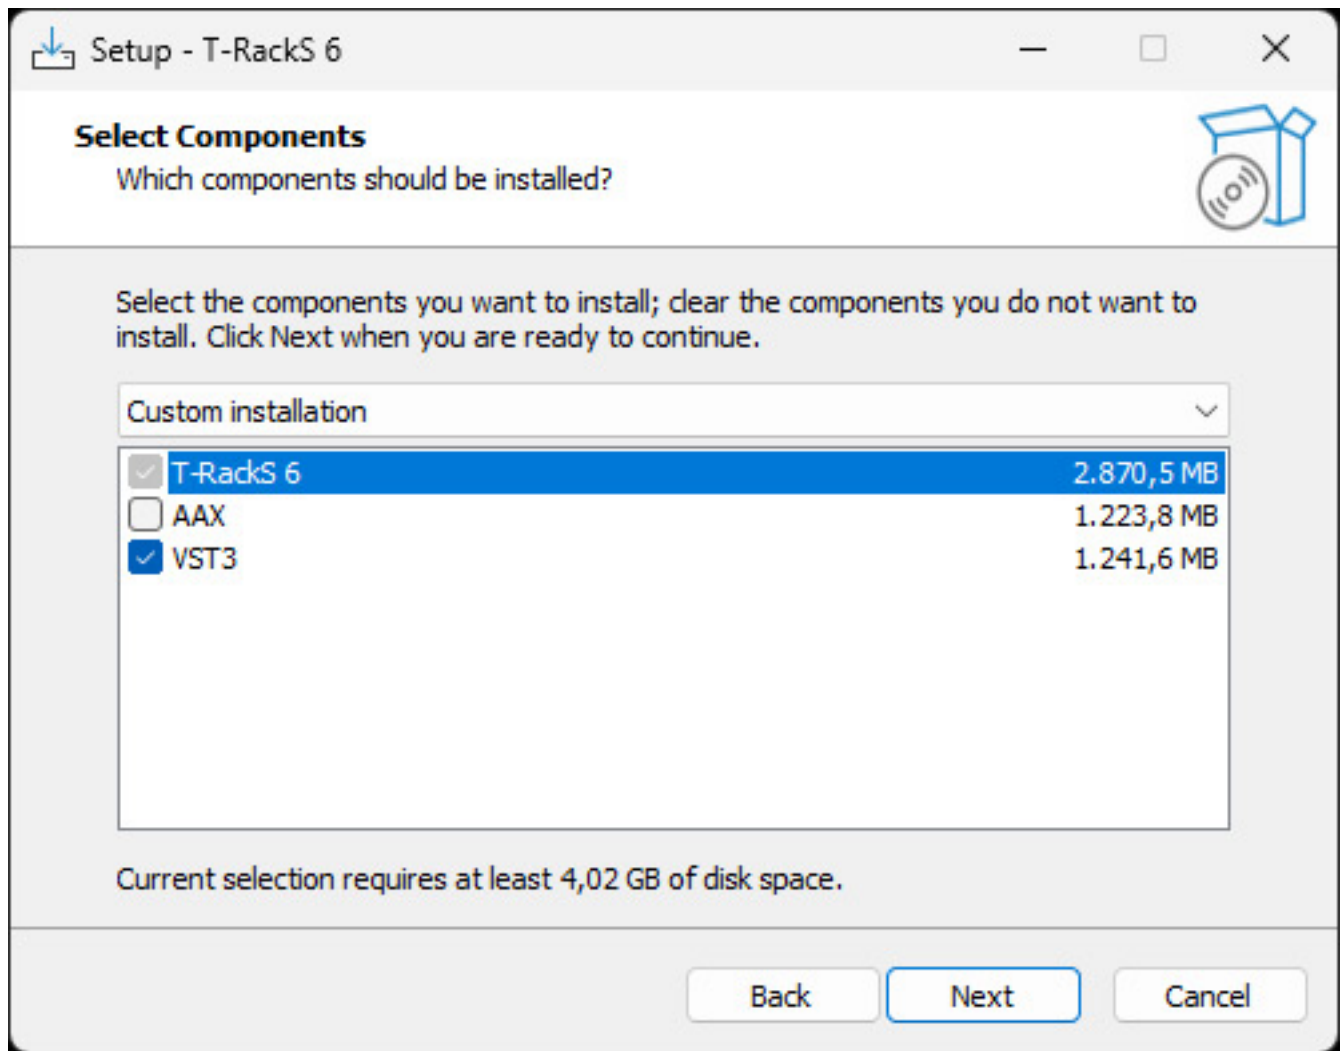 Setup - T-RackS 6
Select Components
Which components should be installed?
Select the components you want to install; clear the components you do not want to
install. Click Next when you are ready to continue.
Custom installation
T-RackS 6 2.870,5 MB
AAX 1.223,8 MB
VST3 1.241,6 MB
Current selection requires at least 4,02 GB of disk space.
Back Next Cancel